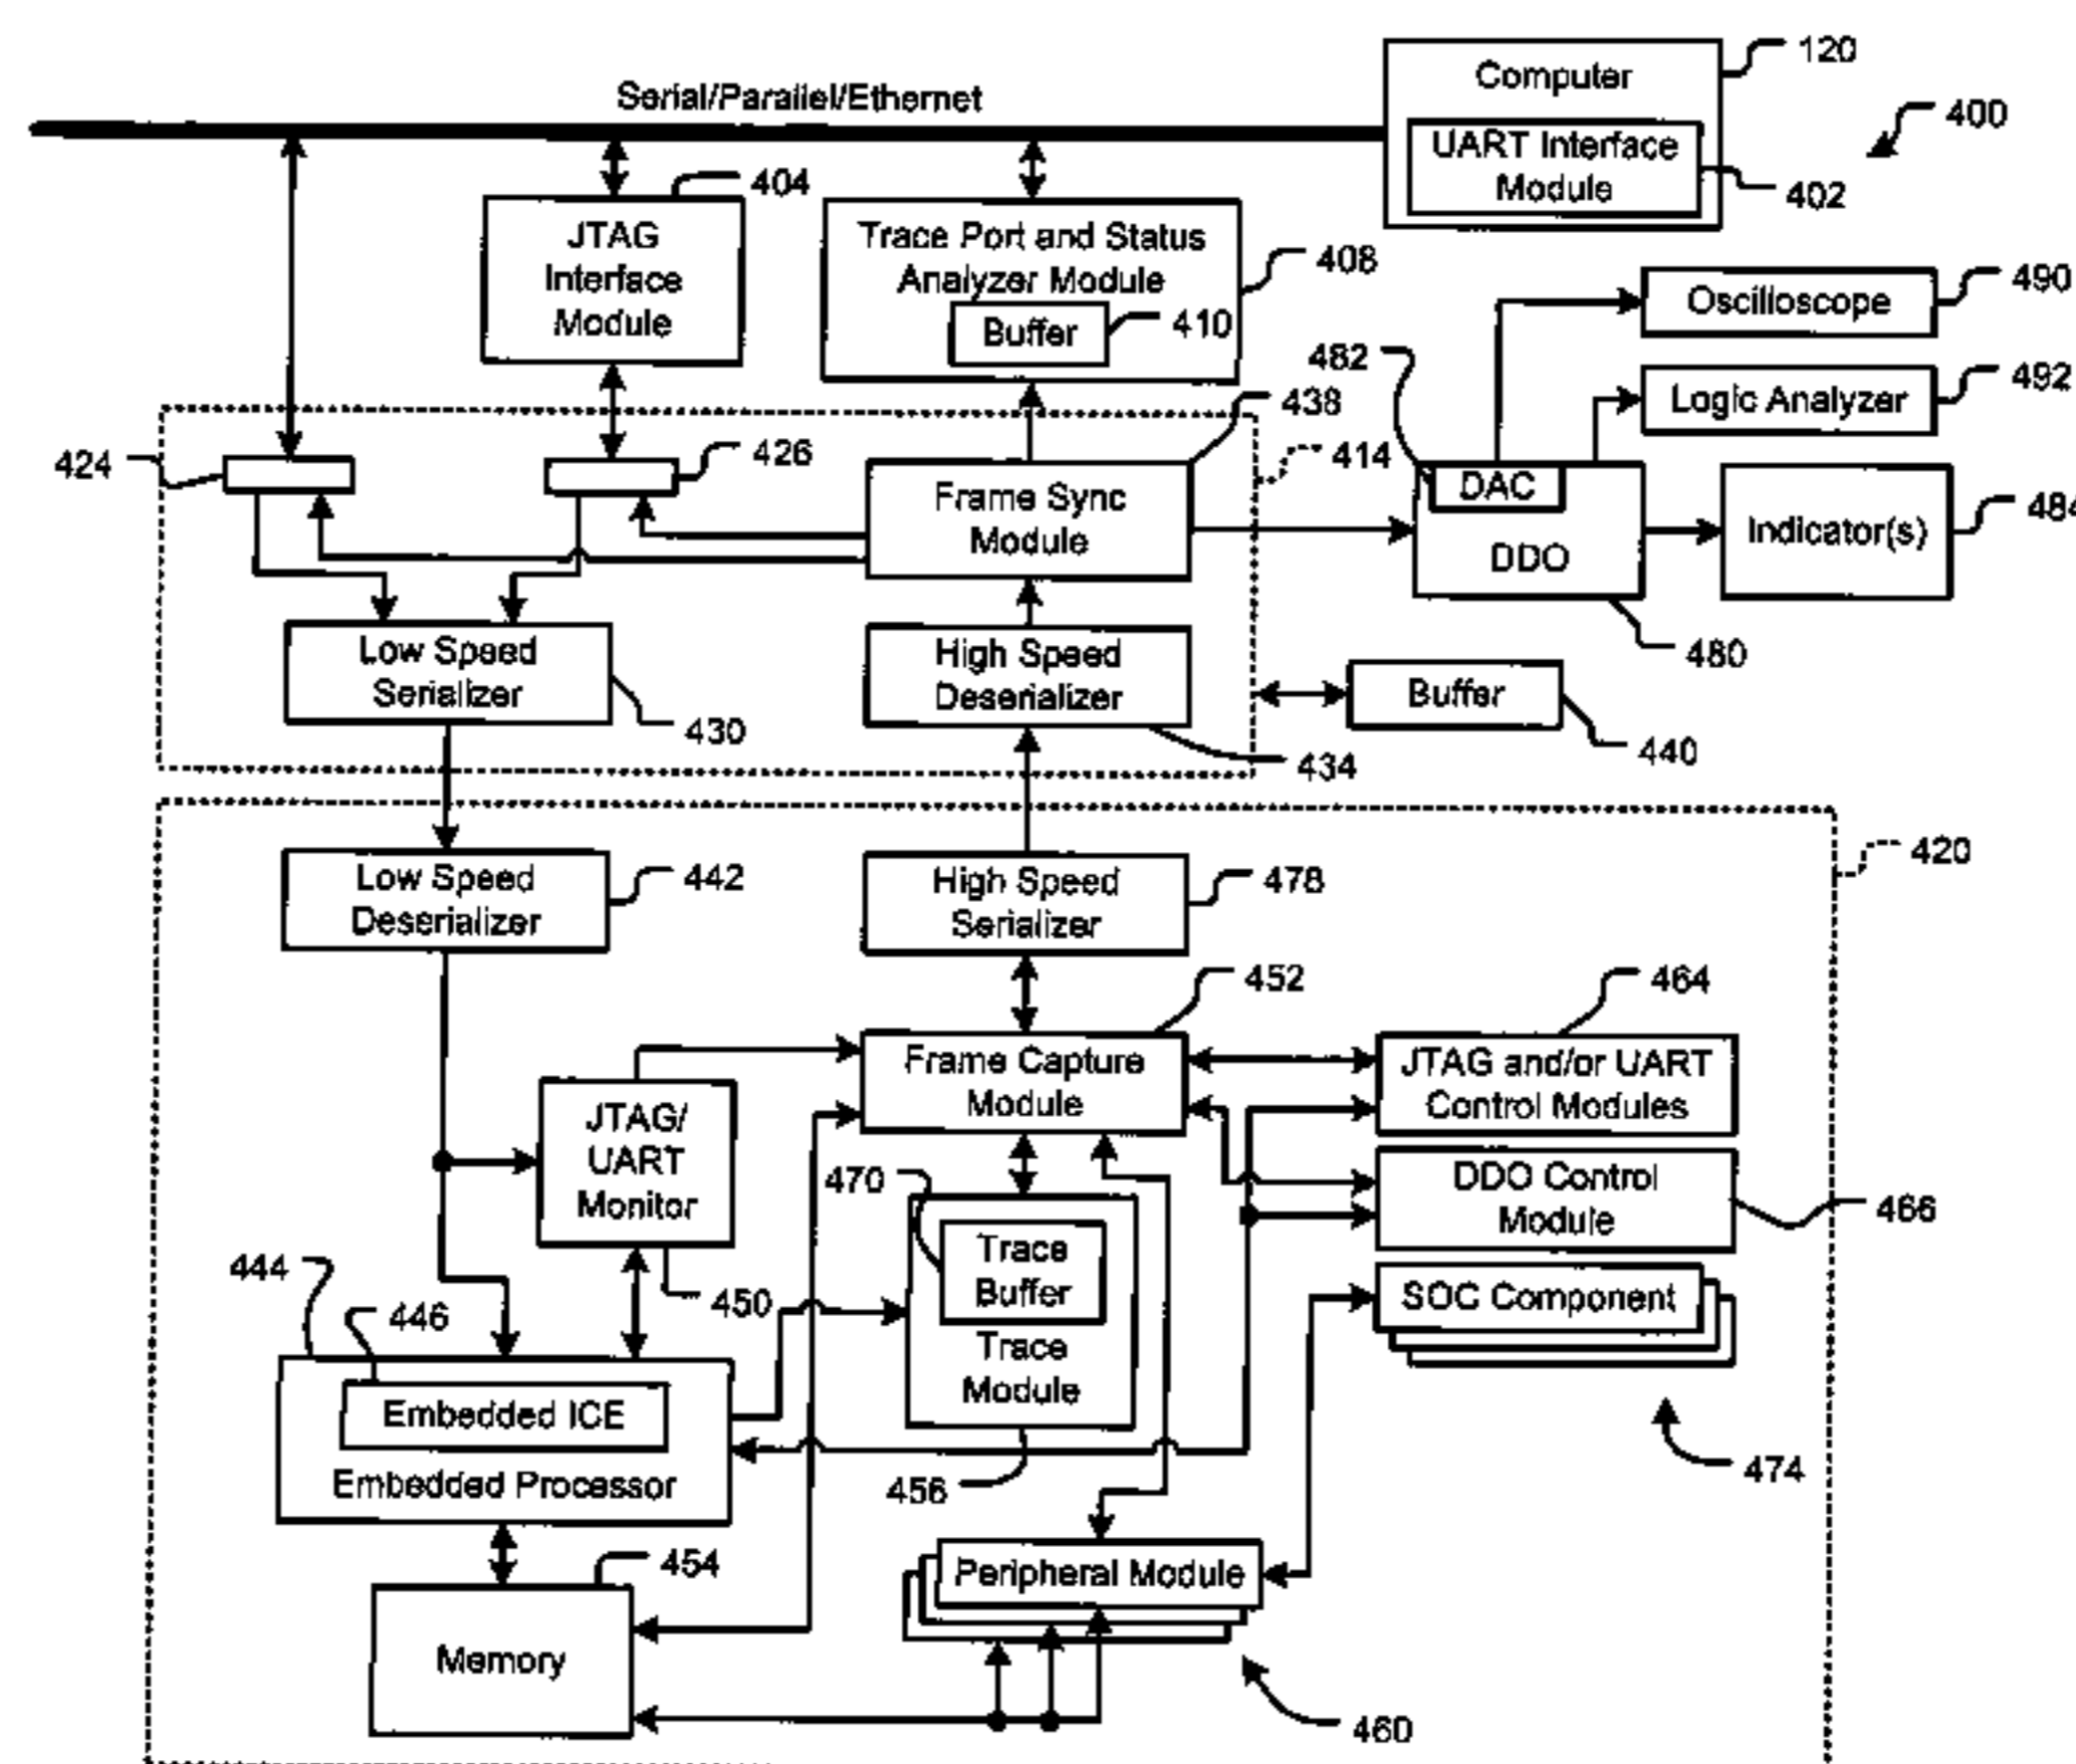 Serial/Parallel/Ethernet
Computer
120
400
UART Interface
Module
402
404
JTAG
Interface
Module
Trace Port and Status
Analyzer Module
408
Buffer
410
Oscilloscope
490
482
Logic Analyzer
492
438
424
426
414
Frame Sync
Module
DAC
DDO
Indicator(s)
484
480
Low Speed
Serializer
430
High Speed
Deserializer
434
Buffer
440
420
Low Speed
Deserializer
442
High Speed
Serializer
478
452
464
Frame Capture
Module
JTAG and/or UART
Control Modules
JTAG/
UART
Monitor
450
470
DDO Control
Module
466
Trace
Buffer
Trace
Module
456
SOC Component
474
444
446
Embedded ICE
Embedded Processor
454
Memory
Peripheral Module
460